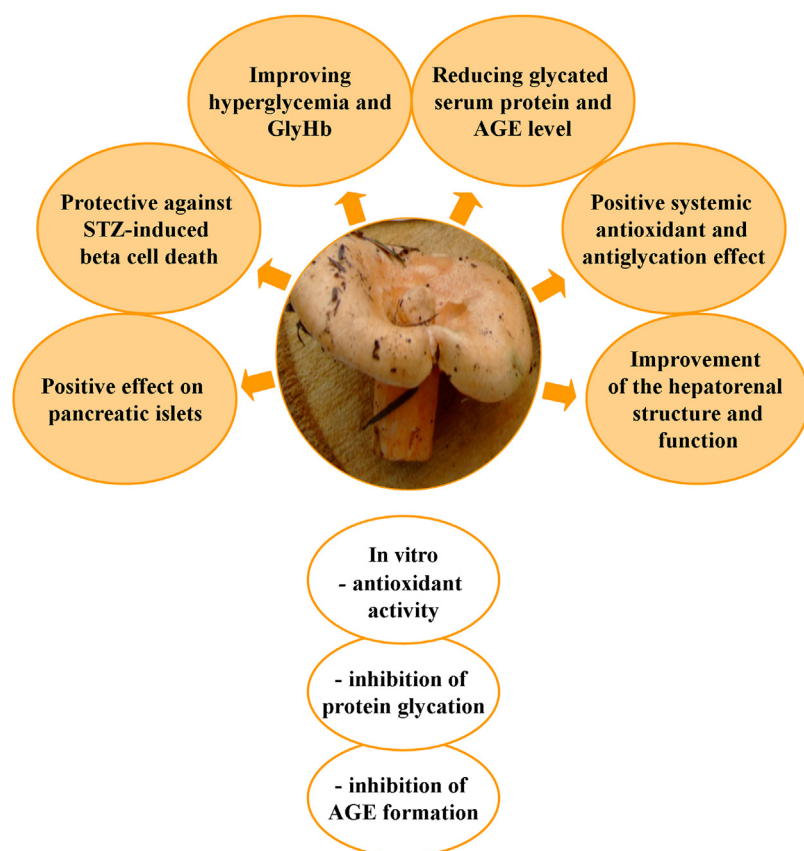 Improving
hyperglycemia and
GlyHb
Reducing glycated
serum protein and
AGE level
Protective against
STZ-induced
beta cell death
Positive systemic
antioxidant and
antiglycation effect
Positive effect on
pancreatic islets
Improvement
of the hepatorenal
structure and
function
In vitro
- antioxidant
activity
- inhibition of
protein glycation
- inhibition of
AGE formation